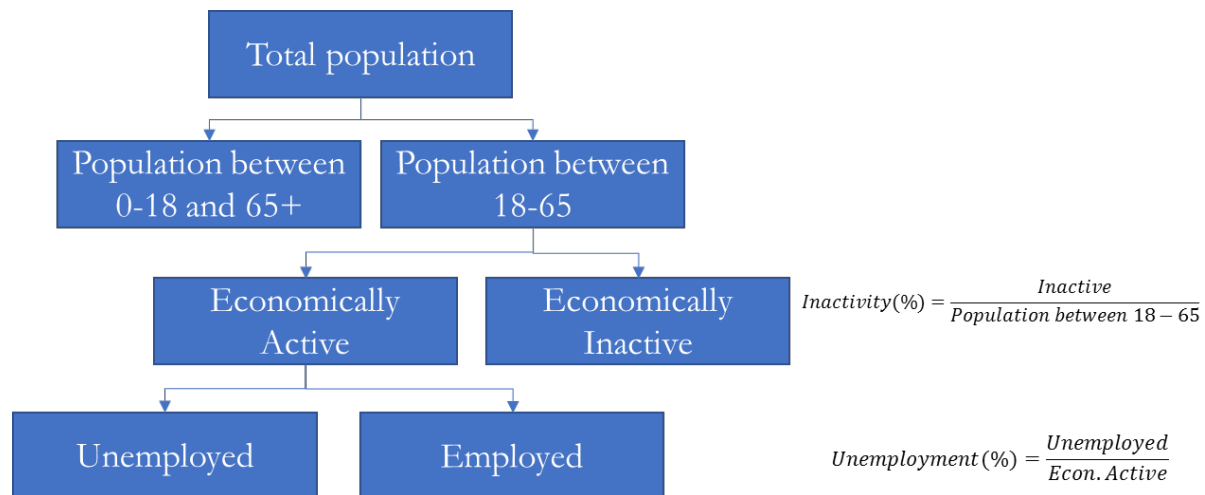 Total population
Population between
0-18 and 65+
Population between
18-65
Economically
Active
Economically
Inactive
Inactivity(%) = Inactive / Population between 18 − 65
Unemployed
Employed
Unemployment(%) = Unemployed / Econ. Active